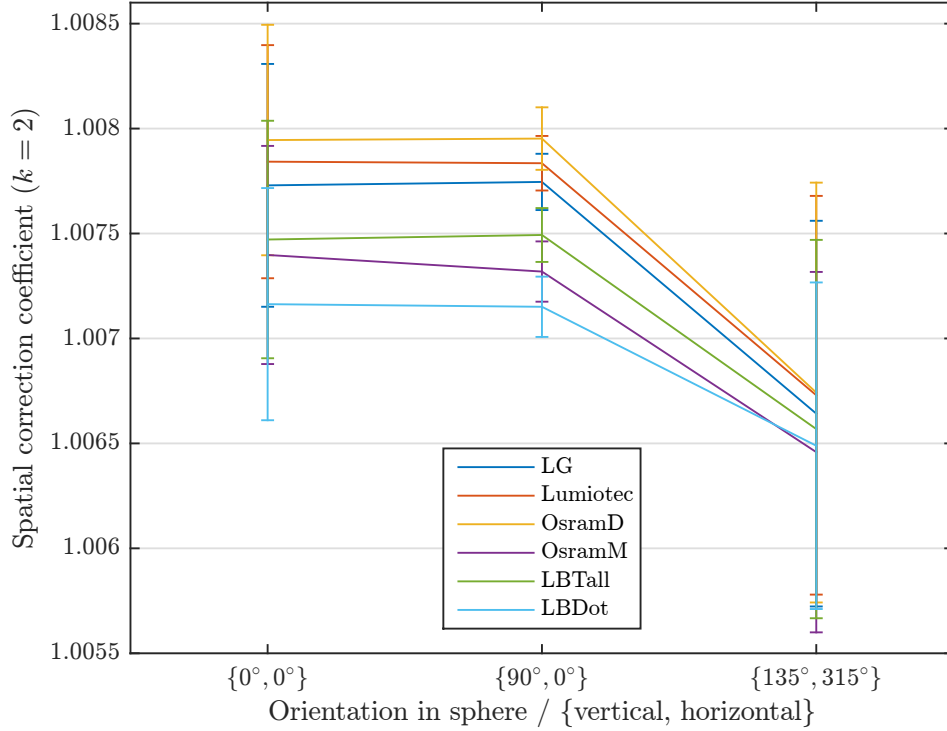 Spatial correction coefficient (k = 2)
1.0085
1.008
1.0075
1.007
1.0065
1.006
1.0055
LG
Lumiotec
OsramD
OsramM
LBTall
LBDot
{0°, 0°} {90°, 0°} {135°, 315°}
Orientation in sphere / {vertical, horizontal}